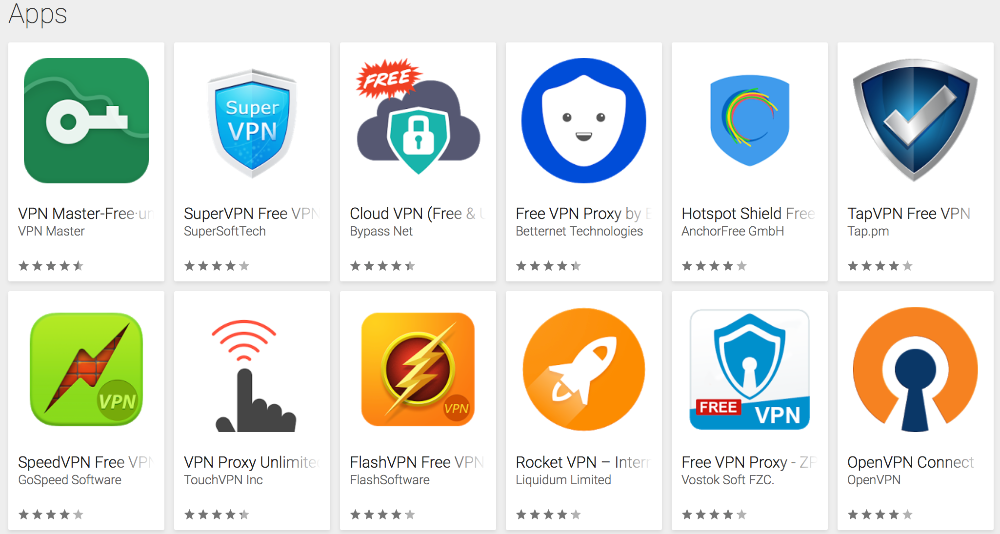 Apps
FREE
Super
VPN
VPN Master-Free·un
VPN Master
SuperVPN Free VPN
SuperSoftTech
Cloud VPN (Free & U
Bypass Net
Free VPN Proxy by B
Betternet Technologies
Hotspot Shield Free
AnchorFree GmbH
TapVPN Free VPN
Tap.pm
VPN
VPN
FREE
VPN
SpeedVPN Free VPN
GoSpeed Software
VPN Proxy Unlimited
TouchVPN Inc
FlashVPN Free VPN
FlashSoftware
Rocket VPN – Intern
Liquidum Limited
Free VPN Proxy - ZP
Vostok Soft FZC.
OpenVPN Connect
OpenVPN